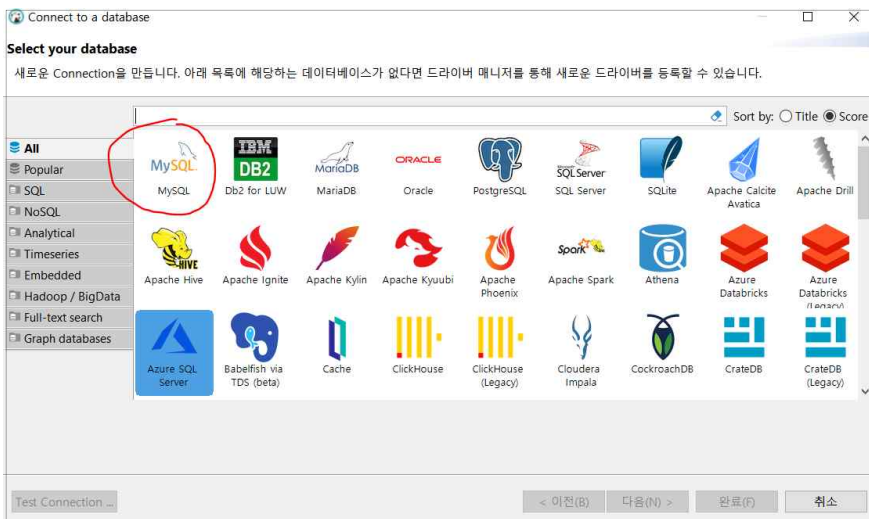 Connect to a database
Select your database
새로운 Connection을 만듭니다. 아래 목록에 해당하는 데이터베이스가 없다면 드라이버 매니저를 통해 새로운 드라이버를 등록할 수 있습니다.
Sort by: Title Score
All
Popular
SQL
NoSQL
Analytical
Timeseries
Embedded
Hadoop / BigData
Full-text search
Graph databases
MySQL
IBM
DB2
MariaDB
ORACLE
SQL Server
MySQL
Db2 for LUW
MariaDB
Oracle
PostgreSQL
SQL Server
SQLite
Apache Calcite
Avatica
Apache Drill
HIVE
Spark
Apache Hive
Apache Ignite
Apache Kylin
Apache Kyuubi
Apache
Phoenix
Apache Spark
Athena
Azure
Databricks
Azure
Databricks
(Legacy)
Azure SQL
Server
Babelfish via
TDS (beta)
Cache
ClickHouse
ClickHouse
(Legacy)
Cloudera
Impala
CockroachDB
CrateDB
CrateDB
(Legacy)
Test Connection ...
< 이전(B)
다음(N) >
완료(F)
취소